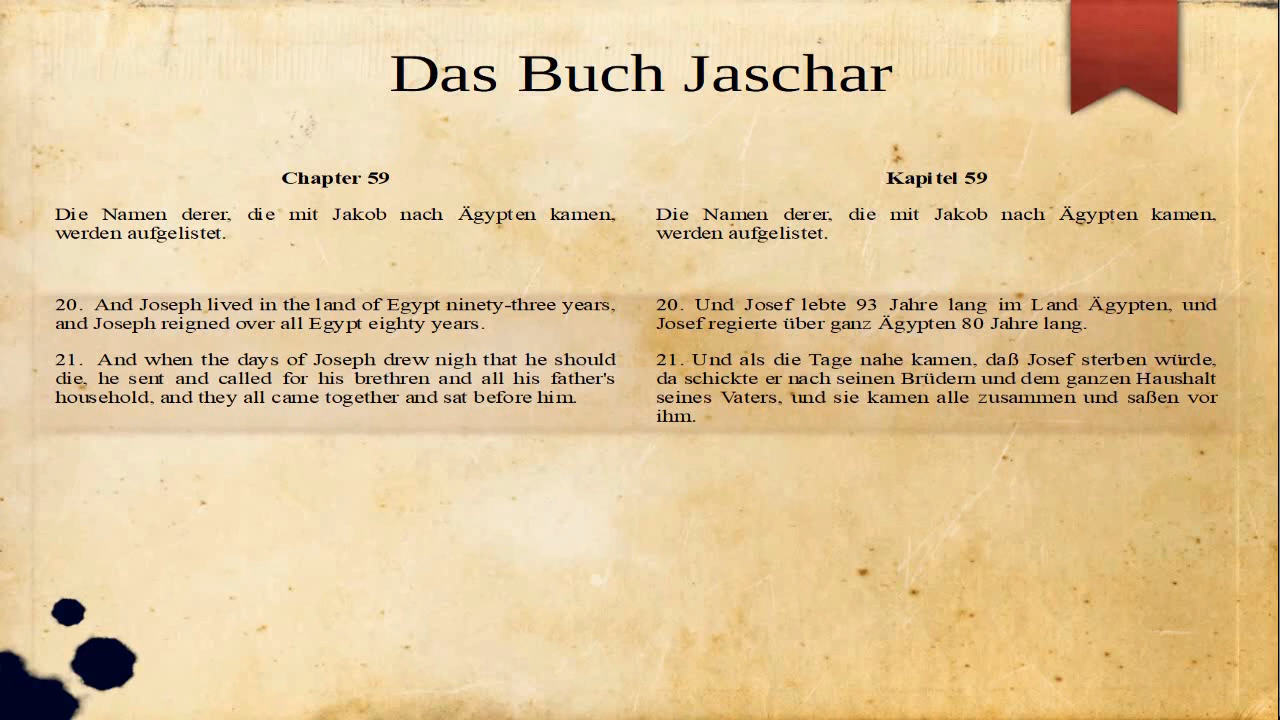 Das Buch Jaschar
Chapter 59
Die Namen derer, die mit Jakob nach Ägypten kamen,
werden aufgelistet.
20. And Joseph lived in the land of Egypt ninety-three years,
and Joseph reigned over all Egypt eighty years.
21. And when the days of Joseph drew nigh that he should
die, he sent and called for his brethren and all his father's
household, and they all came together and sat before him.
Kapitel 59
Die Namen derer, die mit Jakob nach Ägypten kamen,
werden aufgelistet.
20. Und Josef lebte 93 Jahre lang im Land Ägypten, und
Josef regierte über ganz Ägypten 80 Jahre lang.
21. Und als die Tage nahe kamen, daß Josef sterben würde,
da schickte er nach seinen Brüdern und dem ganzen Haushalt
seines Vaters, und sie kamen alle zusammen und saßen vor
ihm.